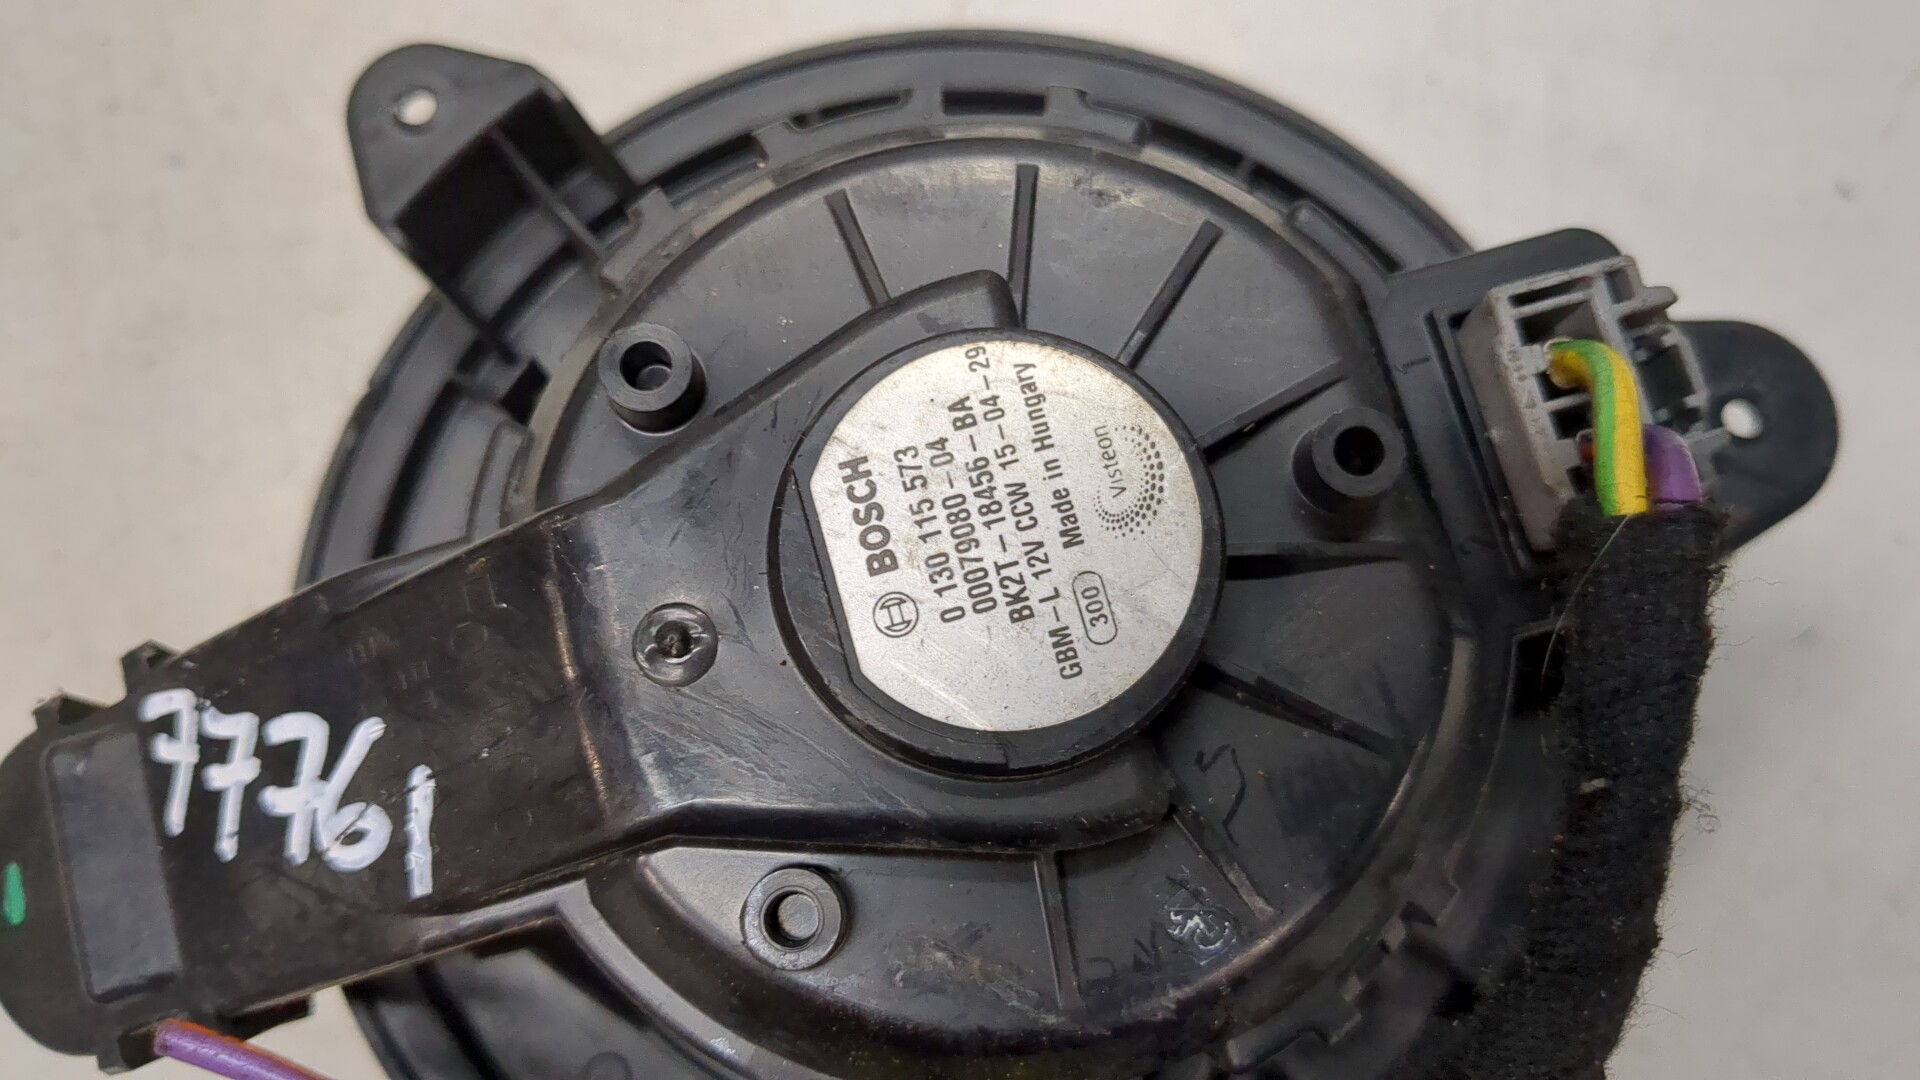 BOSCH
0 130 115 573
00079080-04
BK2T-18456-BA
GBM-L 12V CCW 15-04-29
300 Made in Hungary
Visteon
77761